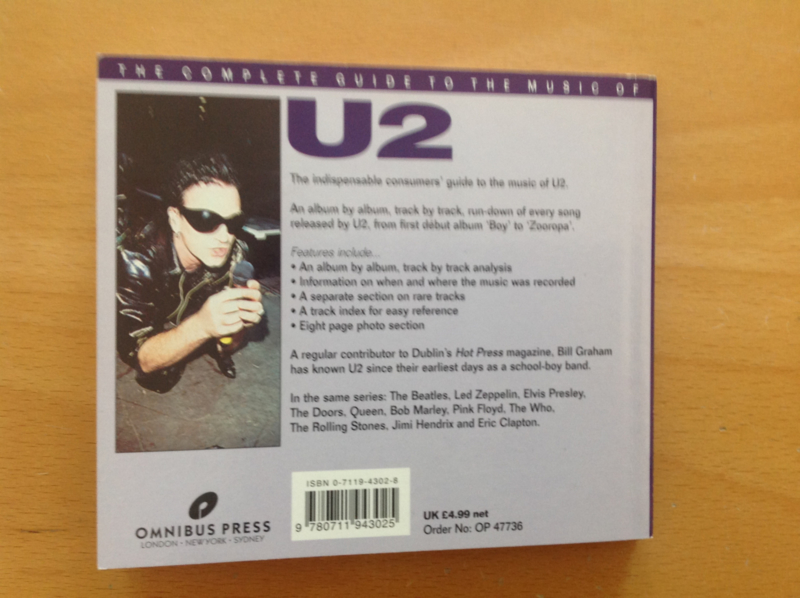 THE COMPLETE GUIDE TO THE MUSIC OF
U2
The indispensable consumers' guide to the music of U2.
An album by album, track by track, run-down of every song
released by U2, from first début album 'Boy' to 'Zooropa'.
Features include...
• An album by album, track by track analysis
• Information on when and where the music was recorded
• A separate section on rare tracks
• A track index for easy reference
• Eight page photo section
A regular contributor to Dublin's Hot Press magazine, Bill Graham
has known U2 since their earliest days as a school-boy band.
In the same series: The Beatles, Led Zeppelin, Elvis Presley,
The Doors, Queen, Bob Marley, Pink Floyd, The Who,
The Rolling Stones, Jimi Hendrix and Eric Clapton.
ISBN 0-7119-4302-8
9 780711 943025
OMNIBUS PRESS
LONDON • NEW YORK • SYDNEY
UK £4.99 net
Order No: OP 47736